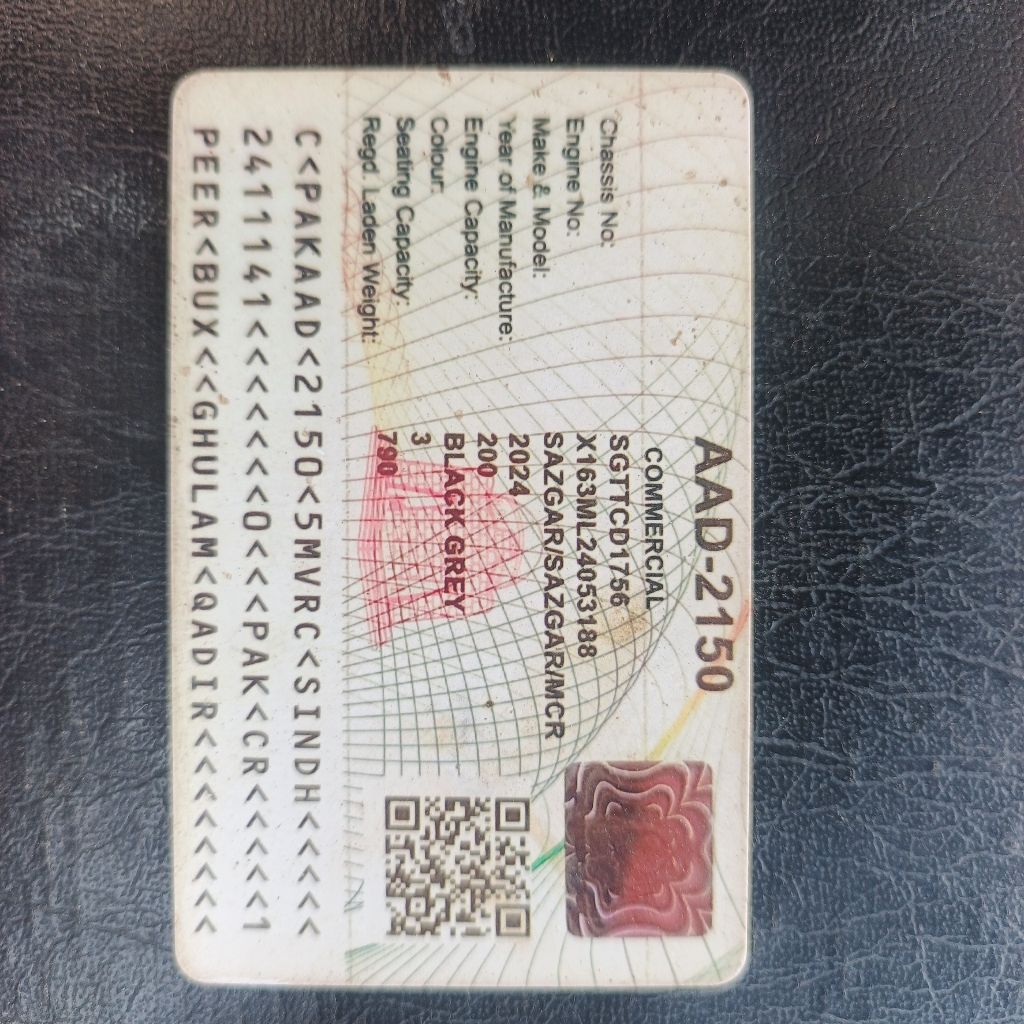 AAD-2150
COMMERCIAL
Chassis No: SGTTCD1756
Engine No: X163ML24053188
Make & Model: SAZGAR/SAZGAR/MCR
Year of Manufacture: 2024
Engine Capacity: 200
Colour: BLACK GREY
Seating Capacity: 3
Regd. Laden Weight: 790
C<PAKAAD<2150<5MVRC<SINDH<<<<<
2411141<<<<<<<0<<<PAK<CR<<<<<1
PEER<BUX<<GHULAM<QADIR<<<<<<<<